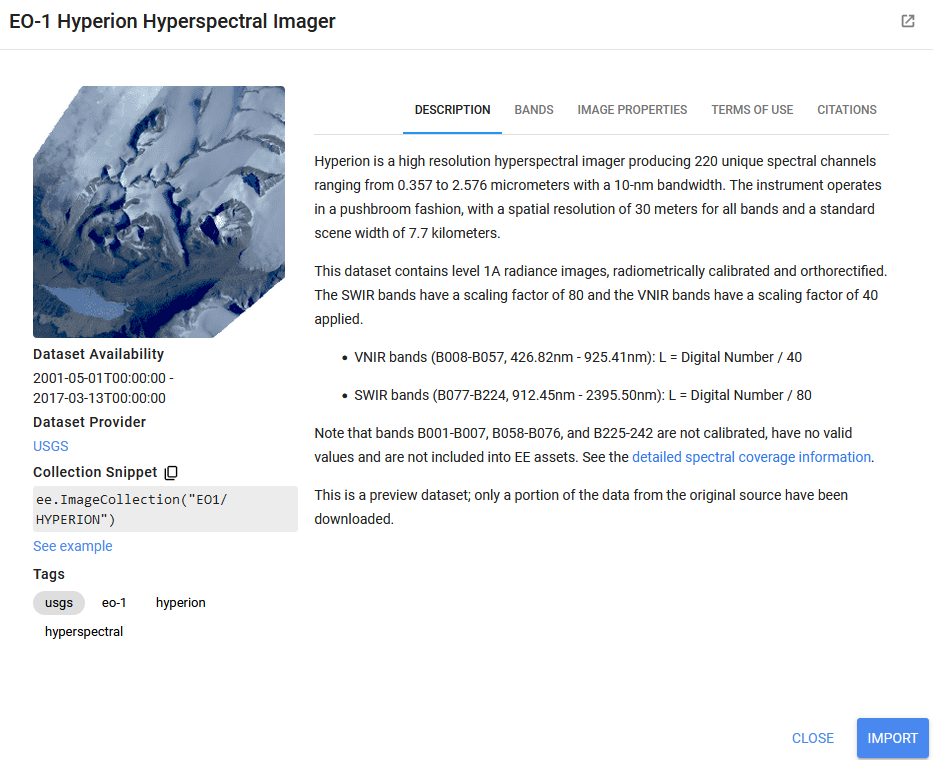 EO-1 Hyperion Hyperspectral Imager
DESCRIPTION
BANDS
IMAGE PROPERTIES
TERMS OF USE
CITATIONS
Hyperion is a high resolution hyperspectral imager producing 220 unique spectral channels
ranging from 0.357 to 2.576 micrometers with a 10-nm bandwidth. The instrument operates
in a pushbroom fashion, with a spatial resolution of 30 meters for all bands and a standard
scene width of 7.7 kilometers.
This dataset contains level 1A radiance images, radiometrically calibrated and orthorectified.
The SWIR bands have a scaling factor of 80 and the VNIR bands have a scaling factor of 40
applied.
• VNIR bands (B008-B057, 426.82nm - 925.41nm): L = Digital Number / 40
• SWIR bands (B077-B224, 912.45nm - 2395.50nm): L = Digital Number / 80
Note that bands B001-B007, B058-B076, and B225-242 are not calibrated, have no valid
values and are not included into EE assets. See the detailed spectral coverage information.
This is a preview dataset; only a portion of the data from the original source have been
downloaded.
Dataset Availability
2001-05-01T00:00:00 -
2017-03-13T00:00:00
Dataset Provider
USGS
Collection Snippet
ee.ImageCollection("EO1/
HYPERION")
See example
Tags
usgs
eo-1
hyperion
hyperspectral
CLOSE
IMPORT